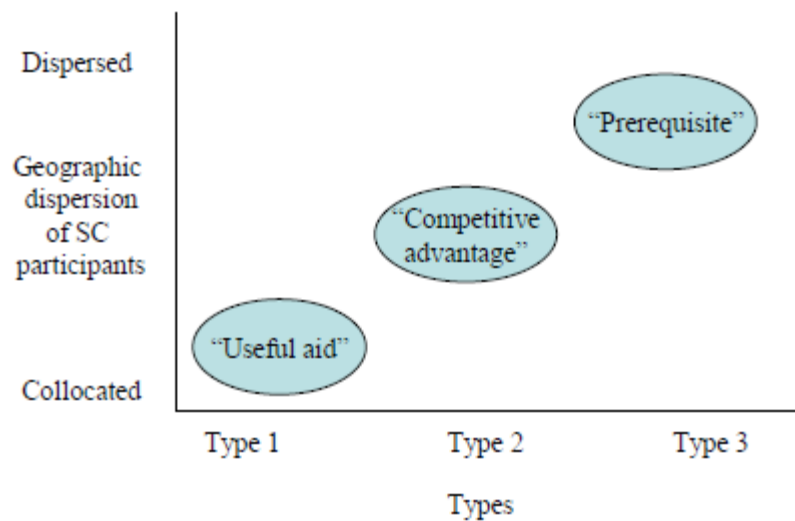 Dispersed
“Prerequisite”
Geographic
dispersion
of SC
participants
“Competitive
advantage”
“Useful aid”
Collocated
Type 1
Type 2
Type 3
Types